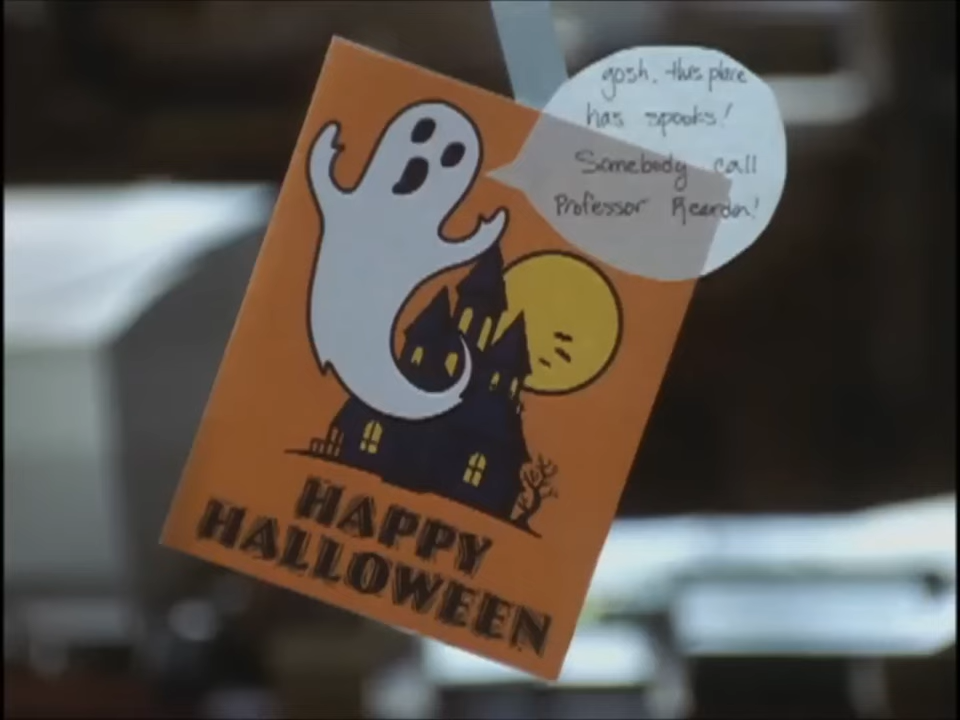 gosh, this place
has spooks!
Somebody call
Professor Reardon!
HAPPY
HALLOWEEN